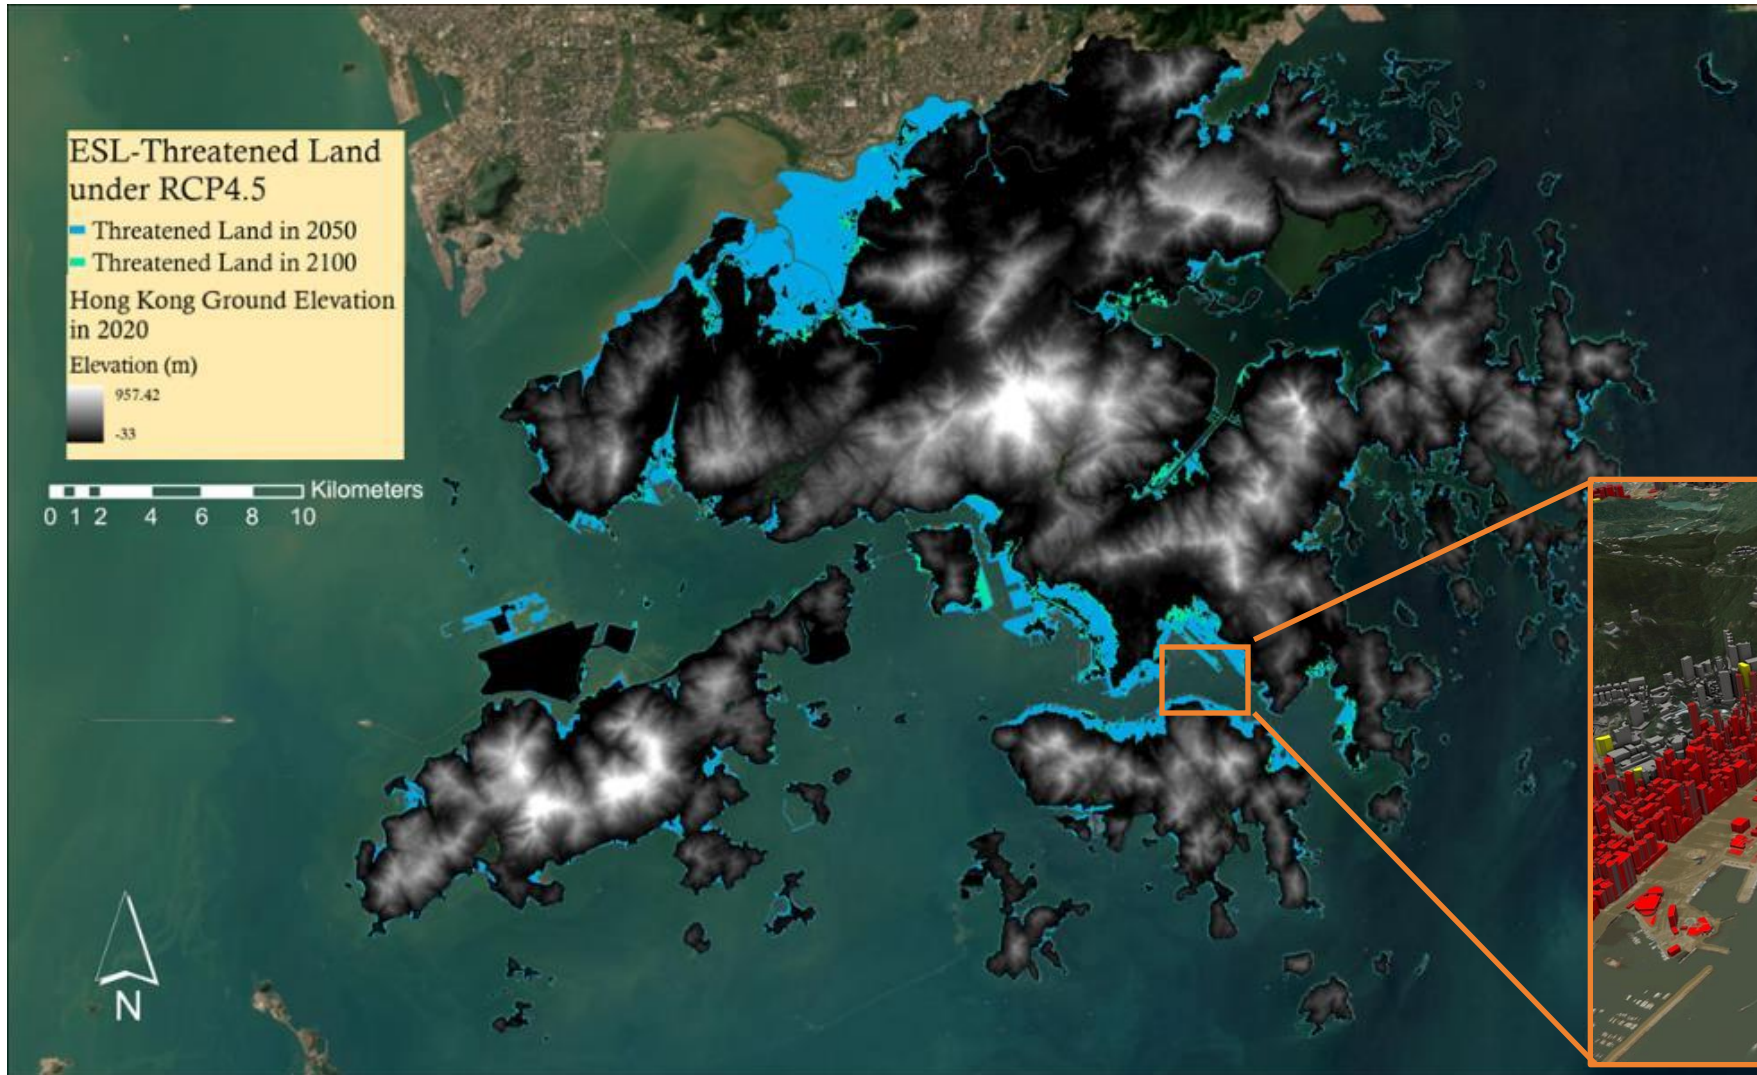 ESL-Threatened Land
under RCP4.5
Threatened Land in 2050
Threatened Land in 2100
Hong Kong Ground Elevation
in 2020
Elevation (m)
957.42
-33
Kilometers
0 1 2 4 6 8 10
N